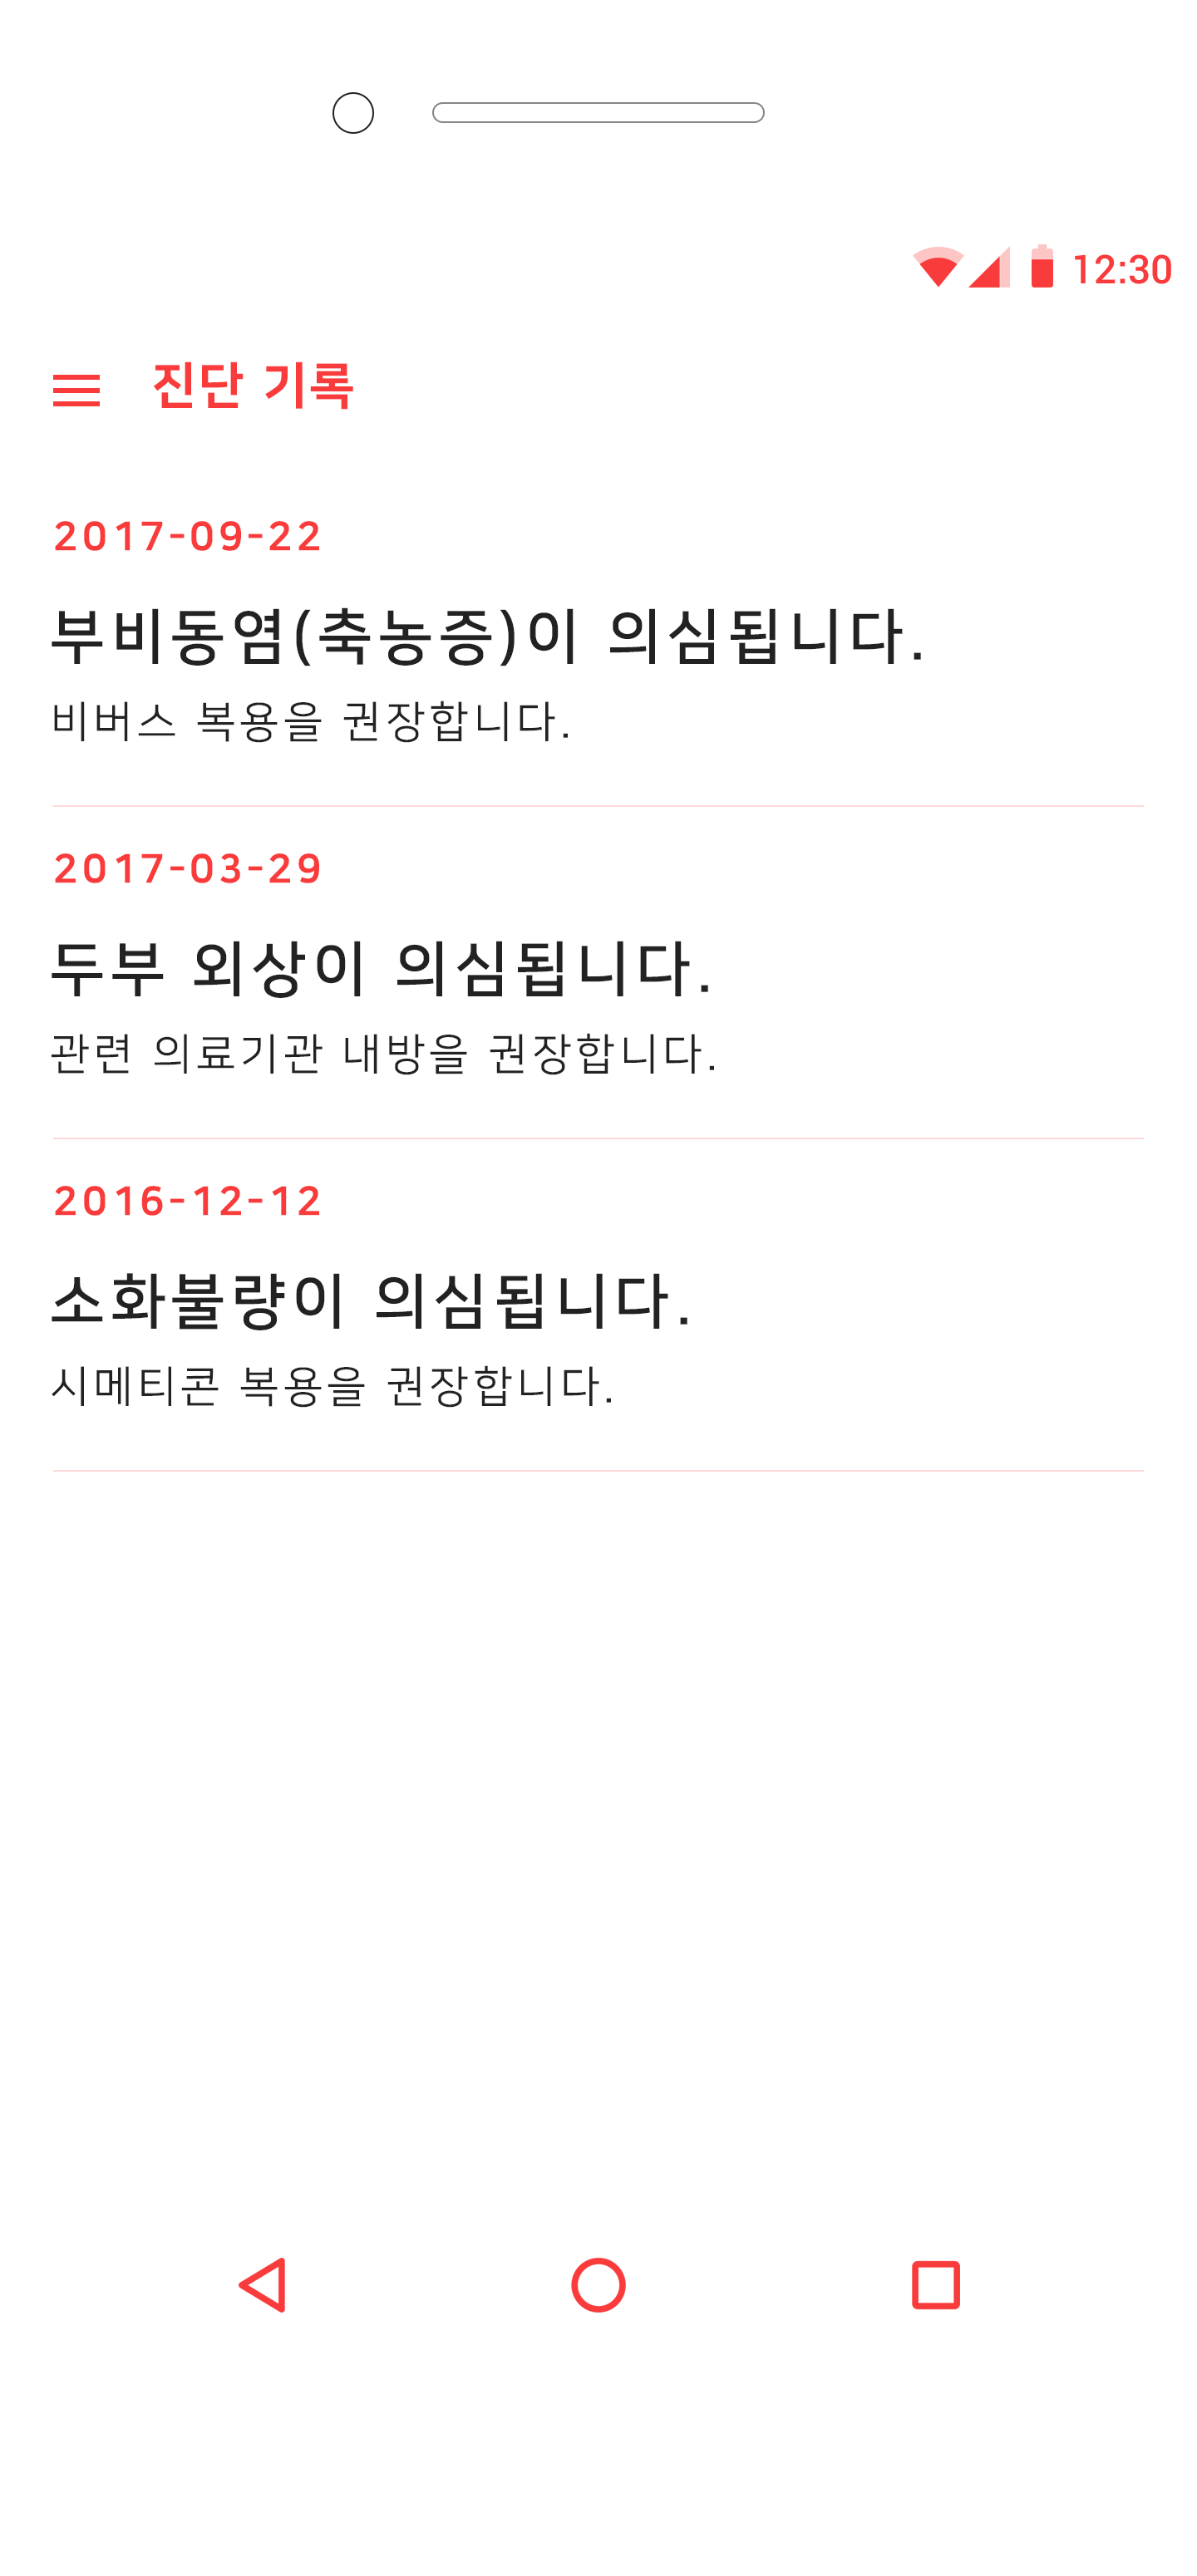 12:30
진단 기록
2017-09-22
부비동염(축농증)이 의심됩니다.
비버스 복용을 권장합니다.
2017-03-29
두부 외상이 의심됩니다.
관련 의료기관 내방을 권장합니다.
2016-12-12
소화불량이 의심됩니다.
시메티콘 복용을 권장합니다.